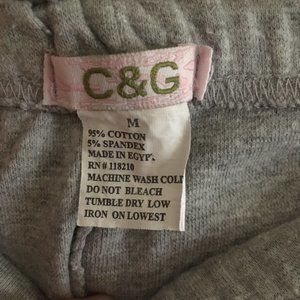 C&G
M
95% COTTON
5% SPANDEX
MADE IN EGYPT
RN# 118210
MACHINE WASH COLD
DO NOT BLEACH
TUMBLE DRY LOW
IRON ON LOWEST